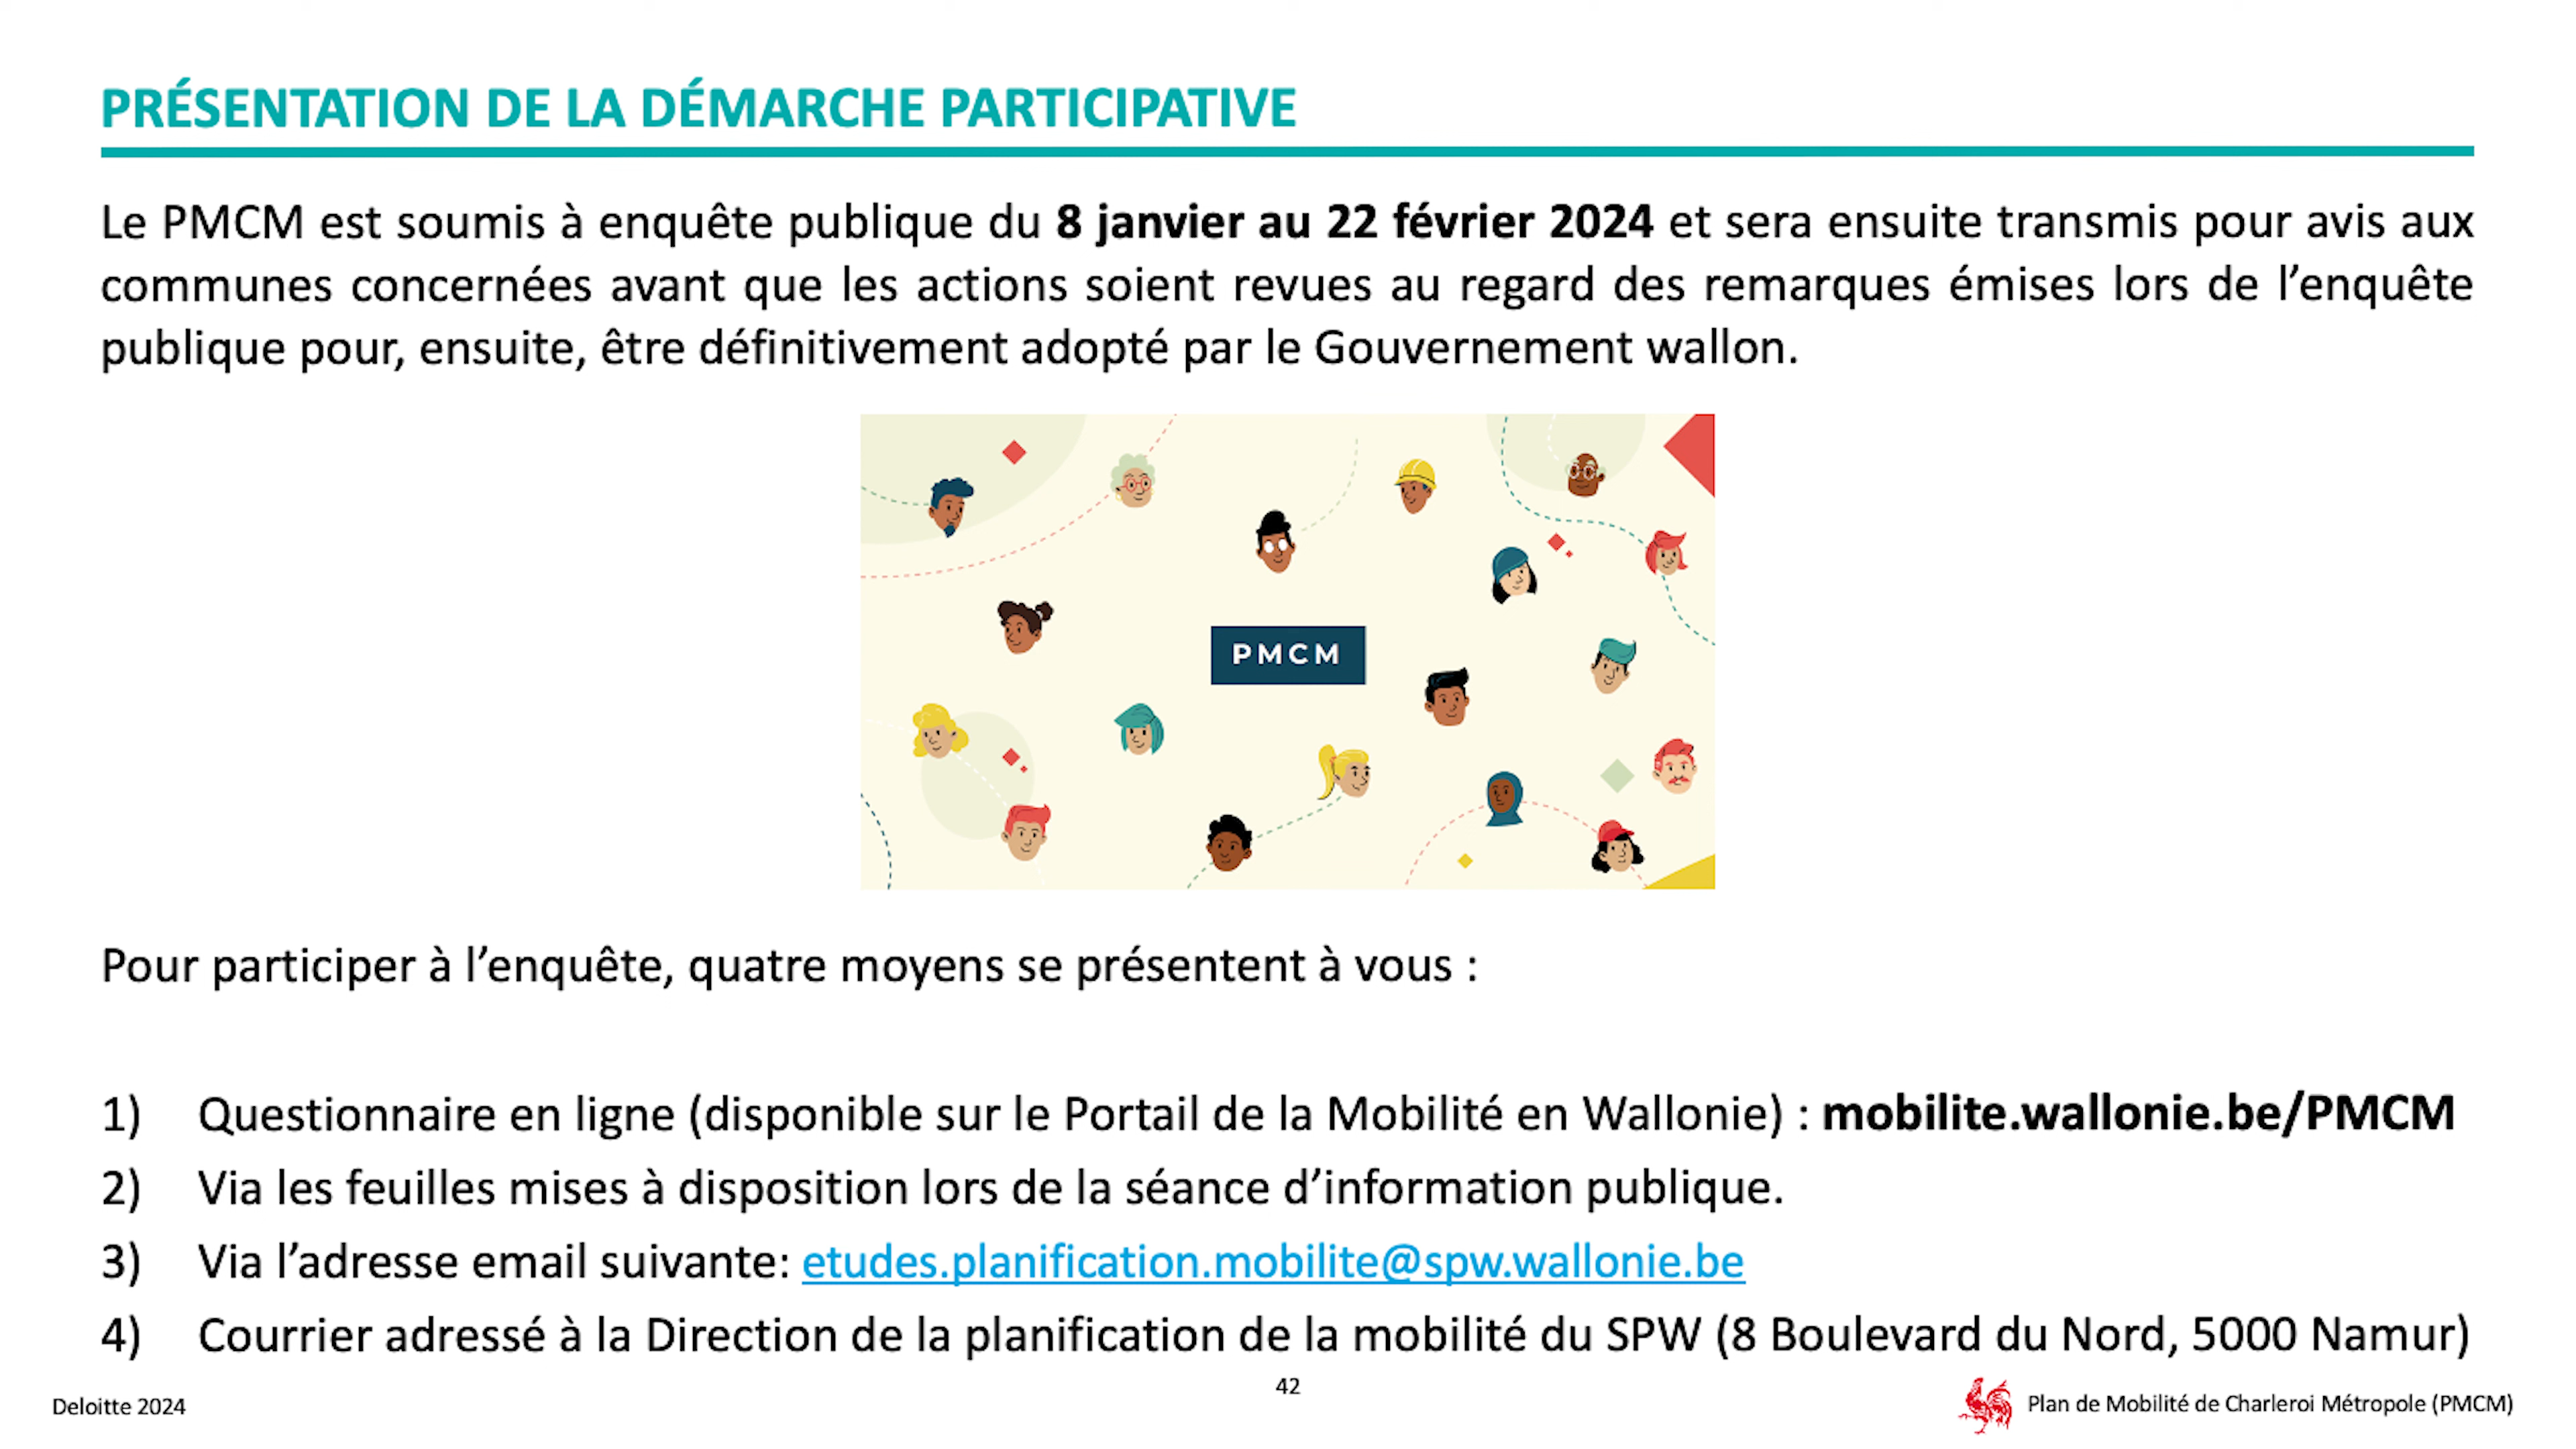 PRÉSENTATION DE LA DÉMARCHE PARTICIPATIVE
Le PMCM est soumis à enquête publique du 8 janvier au 22 février 2024 et sera ensuite transmis pour avis aux
communes concernées avant que les actions soient revues au regard des remarques émises lors de l’enquête
publique pour, ensuite, être définitivement adopté par le Gouvernement wallon.
PMCM
Pour participer à l’enquête, quatre moyens se présentent à vous :
1) Questionnaire en ligne (disponible sur le Portail de la Mobilité en Wallonie) : mobilite.wallonie.be/PMCM
2) Via les feuilles mises à disposition lors de la séance d’information publique.
3) Via l’adresse email suivante: etudes.planification.mobilite@spw.wallonie.be
4) Courrier adressé à la Direction de la planification de la mobilité du SPW (8 Boulevard du Nord, 5000 Namur)
Deloitte 2024
42
Plan de Mobilité de Charleroi Métropole (PMCM)